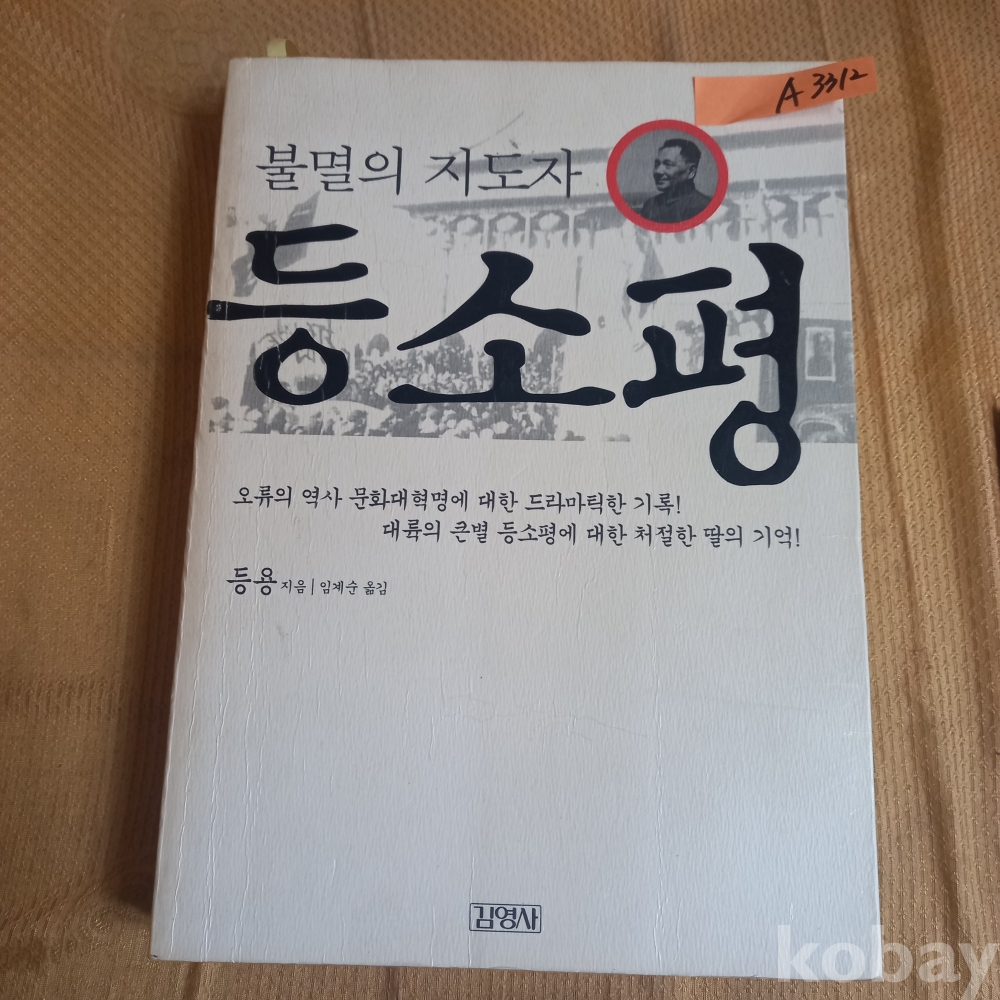 A 3312
불멸의 지도자
등소평
오류의 역사 문화대혁명에 대한 드라마틱한 기록!
대륙의 큰별 등소평에 대한 처절한 딸의 기억!
등용 지음 | 임계순 옮김
김영사
kobay